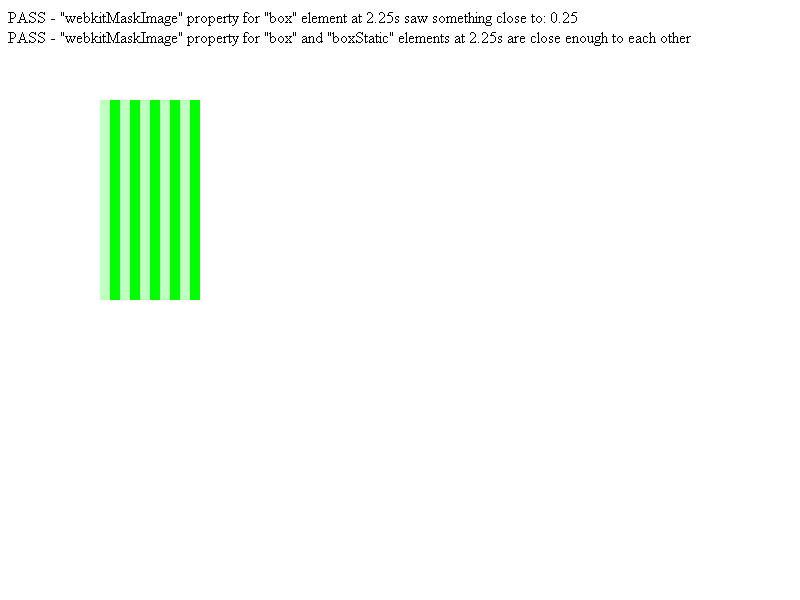 PASS - "webkitMaskImage" property for "box" element at 2.25s saw something close to: 0.25
PASS - "webkitMaskImage" property for "box" and "boxStatic" elements at 2.25s are close enough to each other